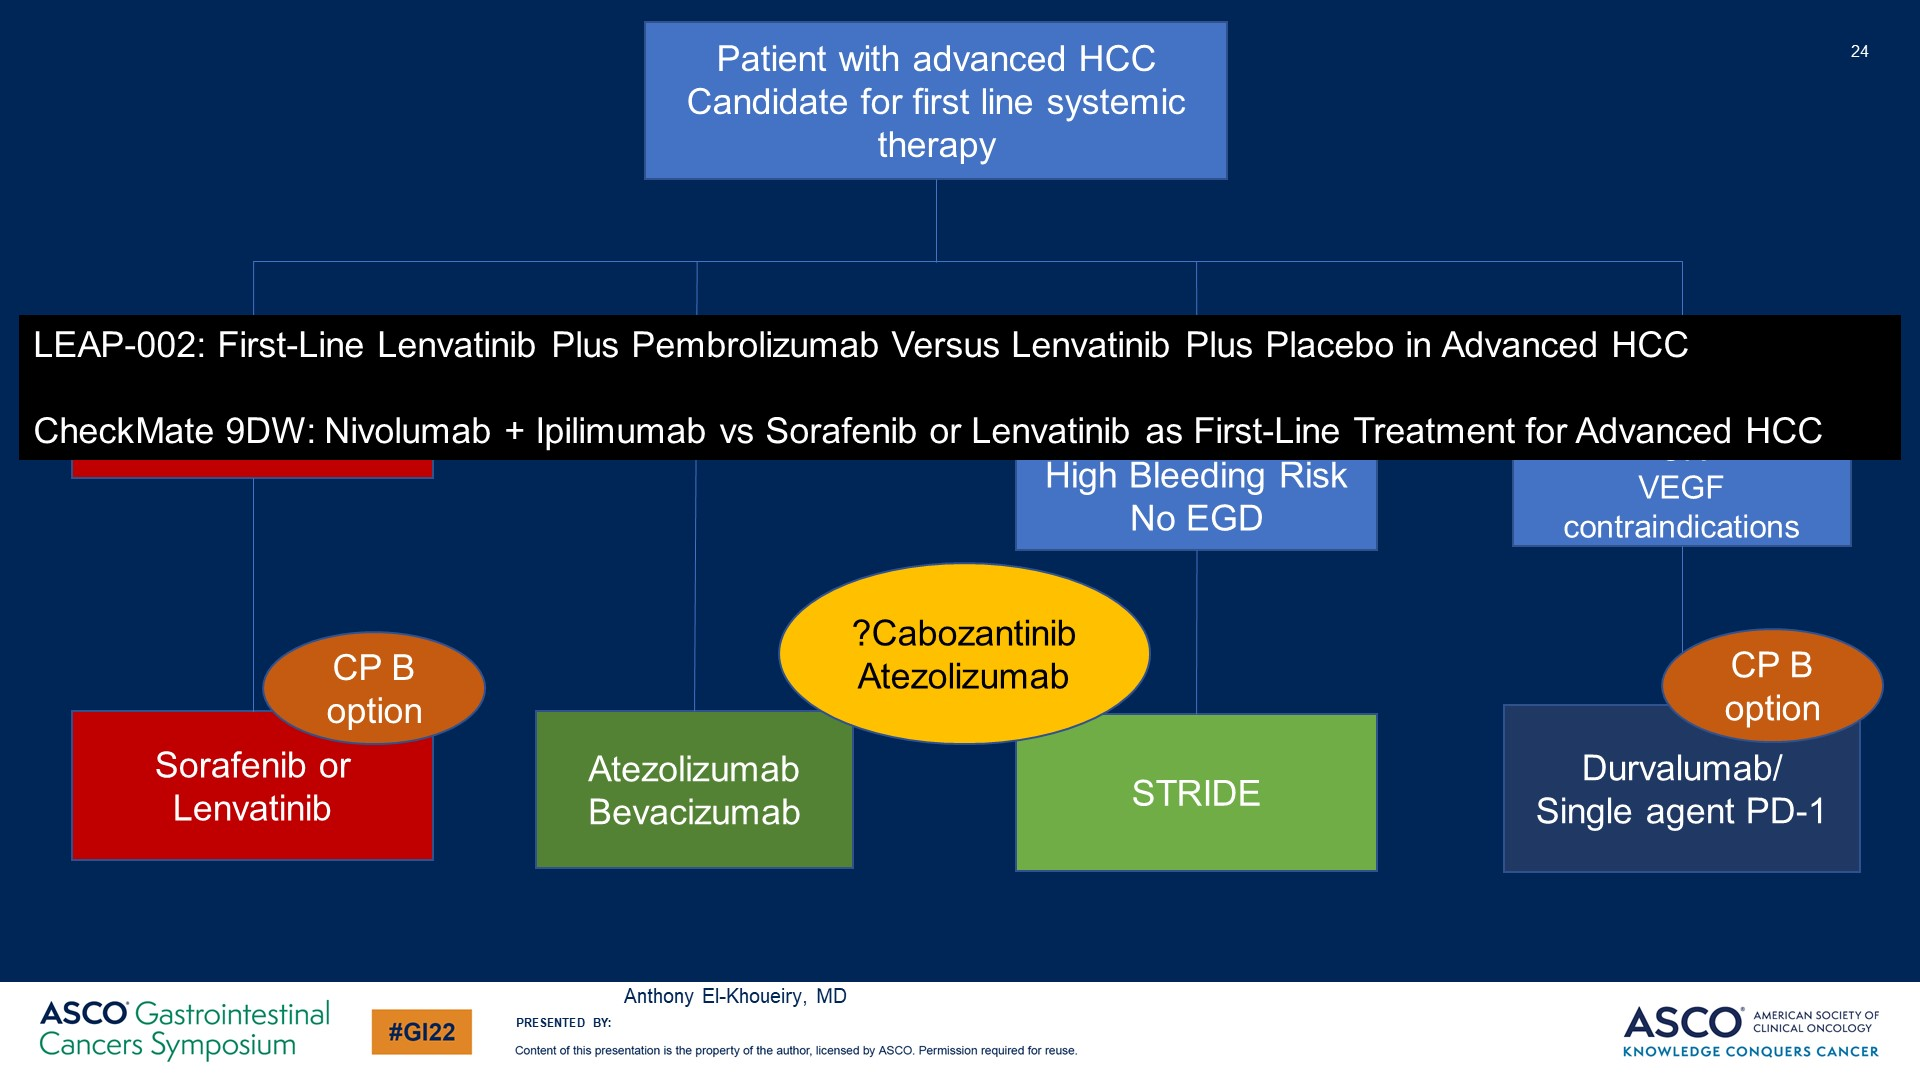 24
Patient with advanced HCC
Candidate for first line systemic
therapy
LEAP-002: First-Line Lenvatinib Plus Pembrolizumab Versus Lenvatinib Plus Placebo in Advanced HCC
CheckMate 9DW: Nivolumab + Ipilimumab vs Sorafenib or Lenvatinib as First-Line Treatment for Advanced HCC
High Bleeding Risk
No EGD
VEGF
contraindications
?Cabozantinib
Atezolizumab
CP B
option
CP B
option
Sorafenib or
Lenvatinib
Atezolizumab
Bevacizumab
STRIDE
Durvalumab/
Single agent PD-1
ASCO Gastrointestinal
Cancers Symposium
#GI22
Anthony El-Khoueiry, MD
PRESENTED BY:
Content of this presentation is the property of the author, licensed by ASCO. Permission required for reuse.
ASCO AMERICAN SOCIETY OF
CLINICAL ONCOLOGY
KNOWLEDGE CONQUERS CANCER